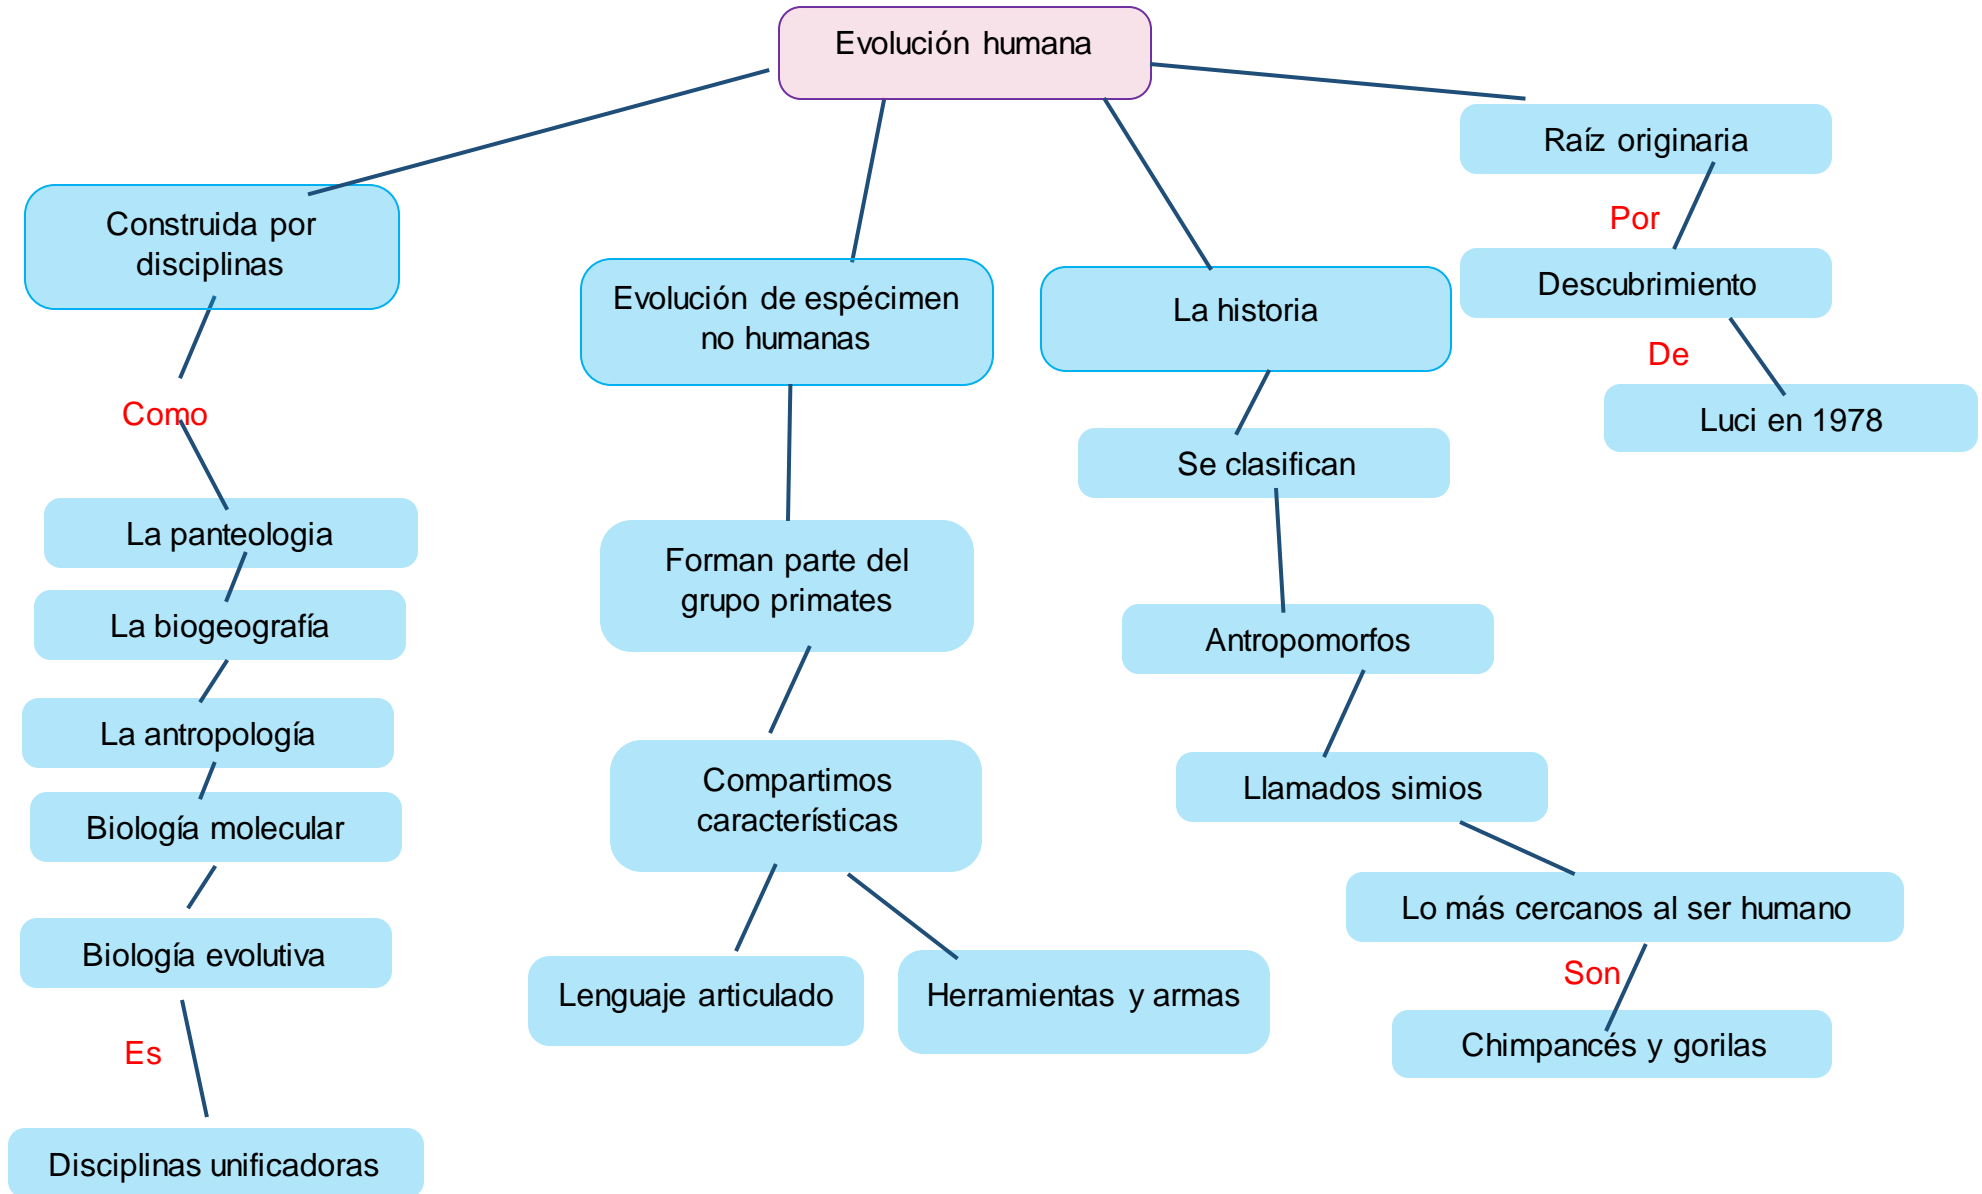 Evolución humana
Construida por
disciplinas
Como
La panteologia
La biogeografía
La antropología
Biología molecular
Biología evolutiva
Es
Disciplinas unificadoras
Evolución de espécimen
no humanas
Forman parte del
grupo primates
Compartimos
características
Lenguaje articulado
Herramientas y armas
La historia
Se clasifican
Antropomorfos
Llamados simios
Lo más cercanos al ser humano
Son
Chimpancés y gorilas
Raíz originaria
Por
Descubrimiento
De
Luci en 1978